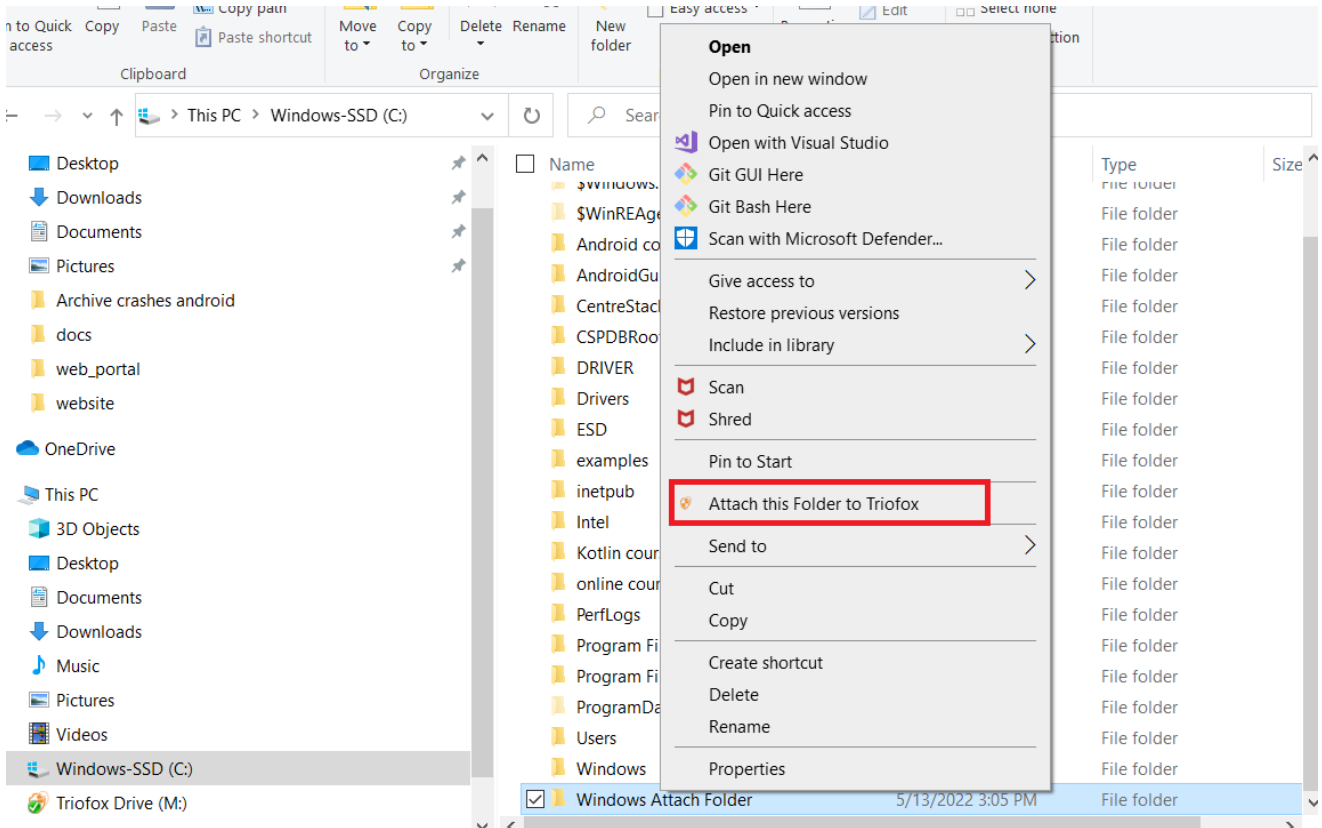 Copy path
n to Quick Copy Paste Paste shortcut Move Copy Delete Rename New Easy access Edit Select none
access to to folder ction
Clipboard Organize
This PC > Windows-SSD (C:)
Sear
Desktop
Downloads
Documents
Pictures
Archive crashes android
docs
web_portal
website
OneDrive
This PC
3D Objects
Desktop
Documents
Downloads
Music
Pictures
Videos
Windows-SSD (C:)
Triofox Drive (M:)
Name Type Size
$Windows. File folder
$WinREAge File folder
Android co File folder
AndroidGu File folder
CentreStack File folder
CSPDBRoo File folder
DRIVER File folder
Drivers File folder
ESD File folder
examples File folder
inetpub File folder
Intel File folder
Kotlin cour File folder
online cour File folder
PerfLogs File folder
Program Fi File folder
Program Fi File folder
ProgramDa File folder
Users File folder
Windows File folder
Windows Attach Folder 5/13/2022 3:05 PM File folder
Open
Open in new window
Pin to Quick access
Open with Visual Studio
Git GUI Here
Git Bash Here
Scan with Microsoft Defender...
Give access to
Restore previous versions
Include in library
Scan
Shred
Pin to Start
Attach this Folder to Triofox
Send to
Cut
Copy
Create shortcut
Delete
Rename
Properties